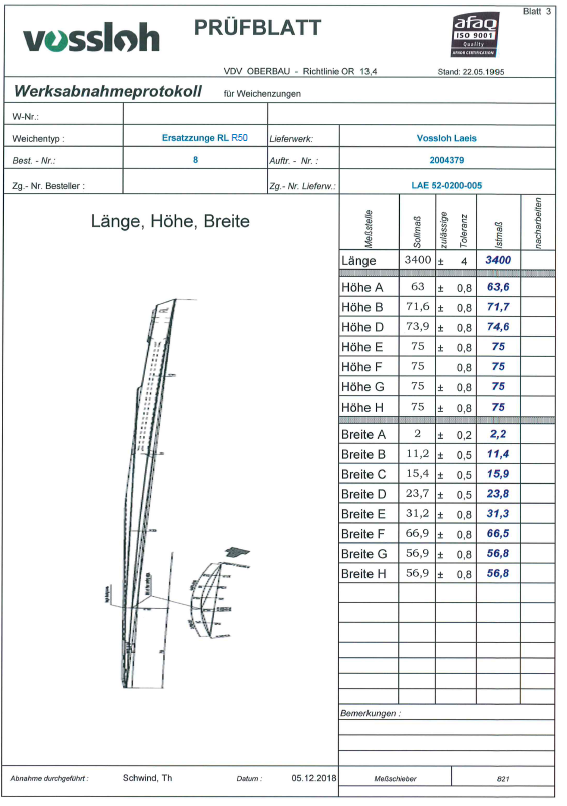 Blatt 3
vossloh
PRÜFBLATT
afaq
ISO 9001
Quality
AFNOR CERTIFICATION
VDV OBERBAU - Richtlinie OR 13,4
Stand: 22.05.1995
Werksabnahmeprotokoll für Weichenzungen
W-Nr.:
Weichentyp : Ersatzzunge RL R50 Lieferwerk: Vossloh Laeis
Best. - Nr.: 8 Auftr. - Nr. : 2004379
Zg.- Nr. Besteller : Zg.- Nr. Lieferw.: LAE 52-0200-005
Länge, Höhe, Breite
Meßstelle Sollmaß zulässige Toleranz Istmaß nacharbeiten
Länge 3400 ± 4 3400
Höhe A 63 ± 0,8 63,6
Höhe B 71,6 ± 0,8 71,7
Höhe D 73,9 ± 0,8 74,6
Höhe E 75 ± 0,8 75
Höhe F 75 0,8 75
Höhe G 75 ± 0,8 75
Höhe H 75 ± 0,8 75
Breite A 2 ± 0,2 2,2
Breite B 11,2 ± 0,5 11,4
Breite C 15,4 ± 0,5 15,9
Breite D 23,7 ± 0,5 23,8
Breite E 31,2 ± 0,8 31,3
Breite F 66,9 ± 0,8 66,5
Breite G 56,9 ± 0,8 56,8
Breite H 56,9 ± 0,8 56,8
Bemerkungen :
Abnahme durchgeführt : Schwind, Th Datum : 05.12.2018 Meßschieber B21